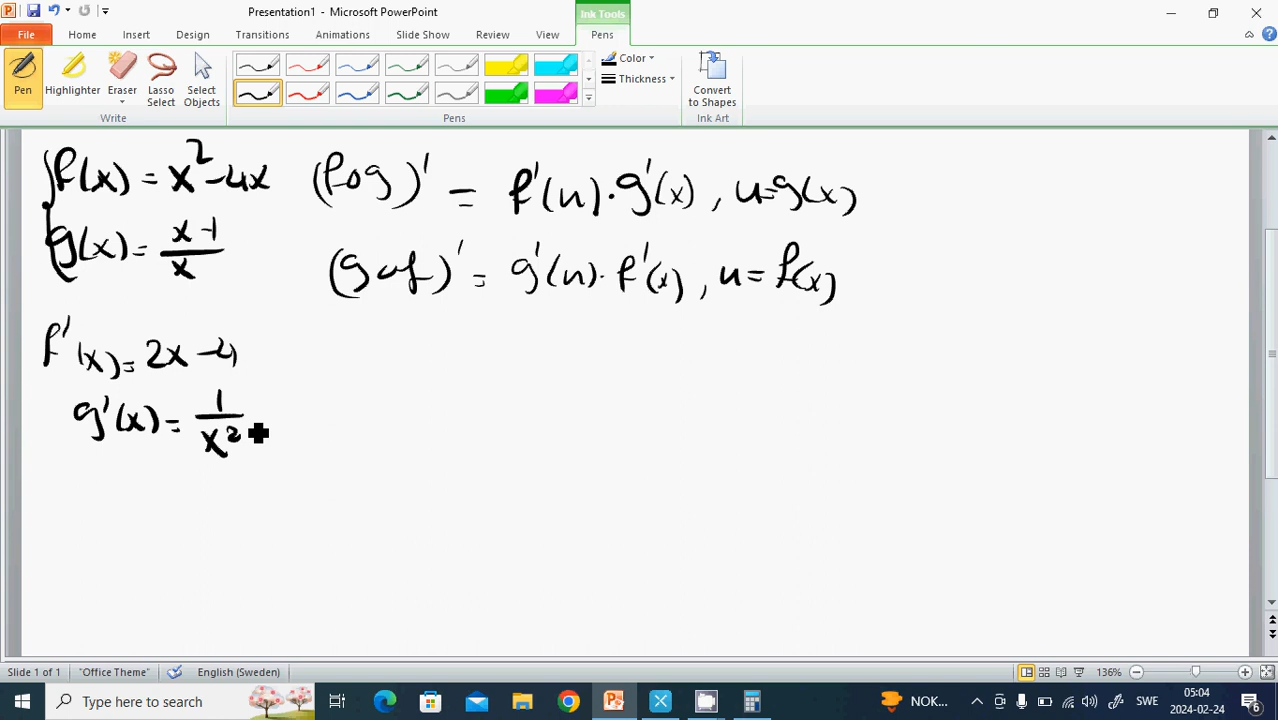 Presentation1 - Microsoft PowerPoint
Ink Tools
File Home Insert Design Transitions Animations Slide Show Review View Pens
Pen Highlighter Eraser Lasso Select Select Objects Color Thickness Convert to Shapes
Write Pens Ink Art
f(x) = x² - 4x (fog)' = f'(u)·g'(x), u=g(x)
g(x) = x-1/x (gof)' = g'(u)·f'(x), u=f(x)
f'(x) = 2x - 4
g'(x) = 1/x²
Slide 1 of 1 "Office Theme" English (Sweden) 136%
Type here to search NOK... SWE 05:04
2024-02-24 6